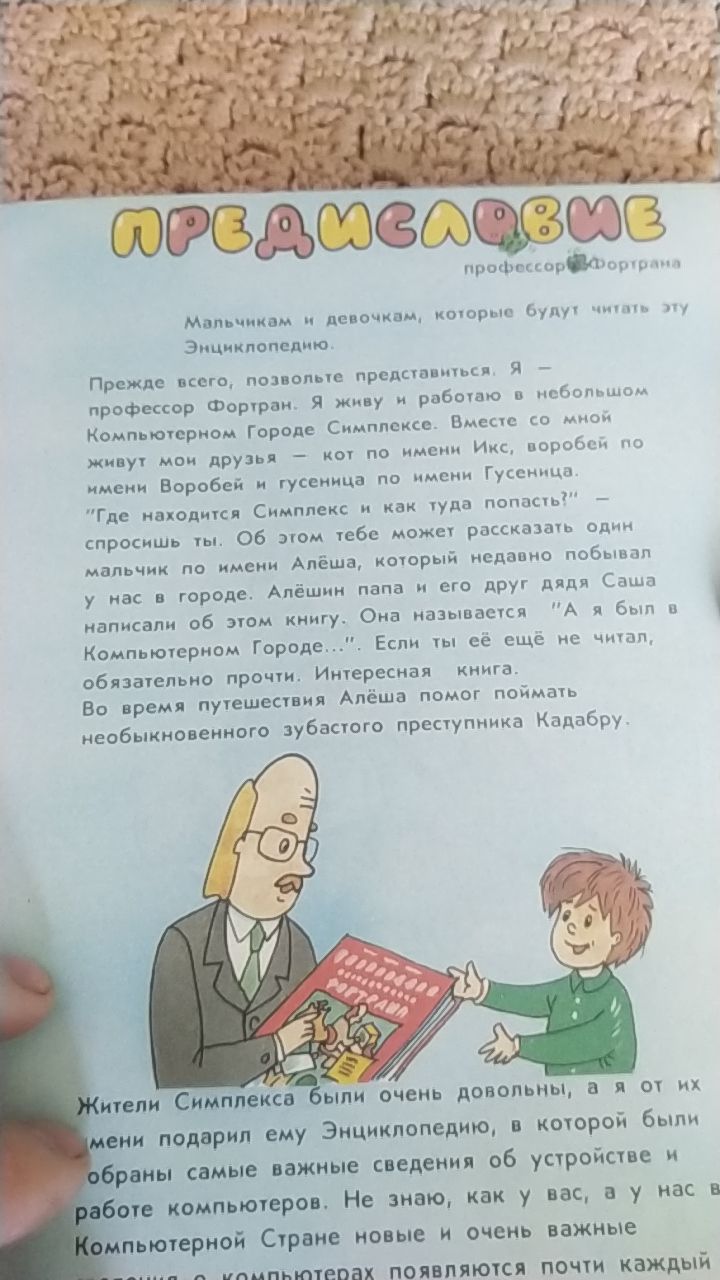 ПРЕДИСЛОВИЕ
профессора Фортрана
Мальчикам и девочкам, которые будут читать эту
Энциклопедию.
Прежде всего, позвольте представиться. Я —
профессор Фортран. Я живу и работаю в небольшом
Компьютерном Городе Симплексе. Вместе со мной
живут мои друзья — кот по имени Икс, воробей по
имени Воробей и гусеница по имени Гусеница.
"Где находится Симплекс и как туда попасть?" —
спросишь ты. Об этом тебе может рассказать один
мальчик по имени Алёша, который недавно побывал
у нас в городе. Алёшин папа и его друг дядя Саша
написали об этом книгу. Она называется "А я был в
Компьютерном Городе...". Если ты её ещё не читал,
обязательно прочти. Интересная книга.
Во время путешествия Алёша помог поймать
необыкновенного зубастого преступника Кадабру.
ФОРТРАНА
Жители Симплекса были очень довольны, а я от их
имени подарил ему Энциклопедию, в которой были
собраны самые важные сведения об устройстве и
работе компьютеров. Не знаю, как у вас, а у нас в
Компьютерной Стране новые и очень важные
о компьютерах появляются почти каждый